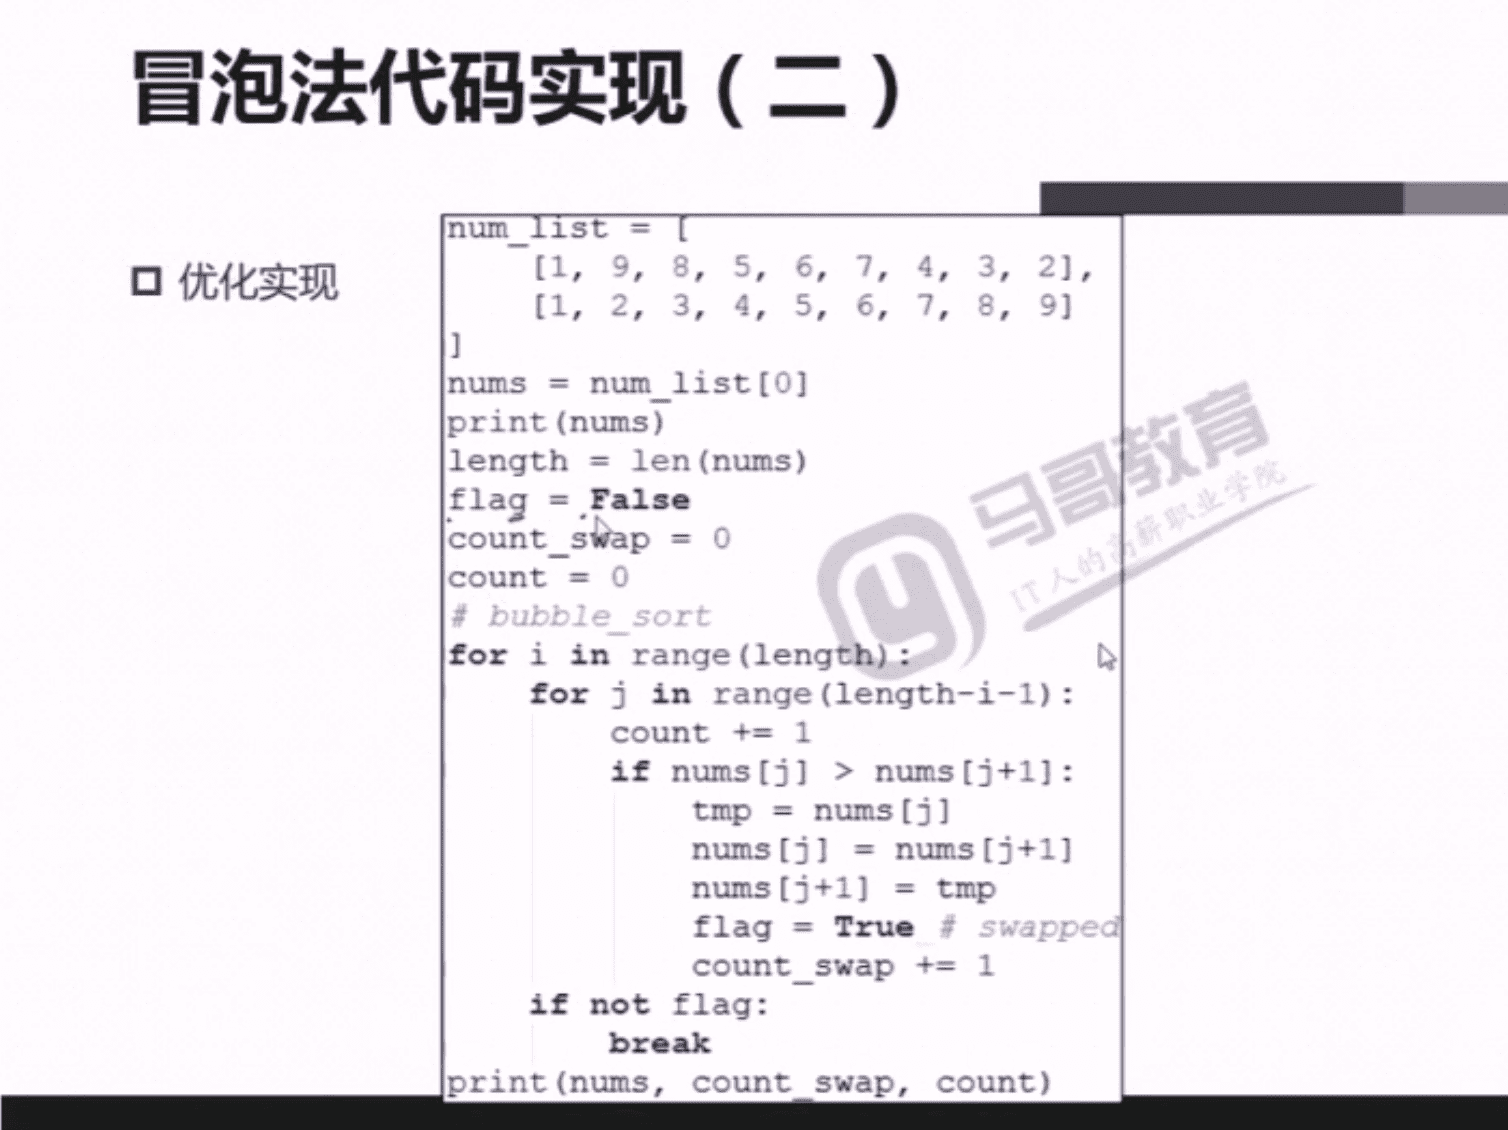 冒泡法代码实现（二）
优化实现
num_list = [
    [1, 9, 8, 5, 6, 7, 4, 3, 2],
    [1, 2, 3, 4, 5, 6, 7, 8, 9]
]
nums = num_list[0]
print(nums)
length = len(nums)
flag = False
count_swap = 0
count = 0
# bubble_sort
for i in range(length):
    for j in range(length-i-1):
        count += 1
        if nums[j] > nums[j+1]:
            tmp = nums[j]
            nums[j] = nums[j+1]
            nums[j+1] = tmp
            flag = True # swapped
            count_swap += 1
    if not flag:
        break
print(nums, count_swap, count)
马哥教育
IT人的高薪职业学院